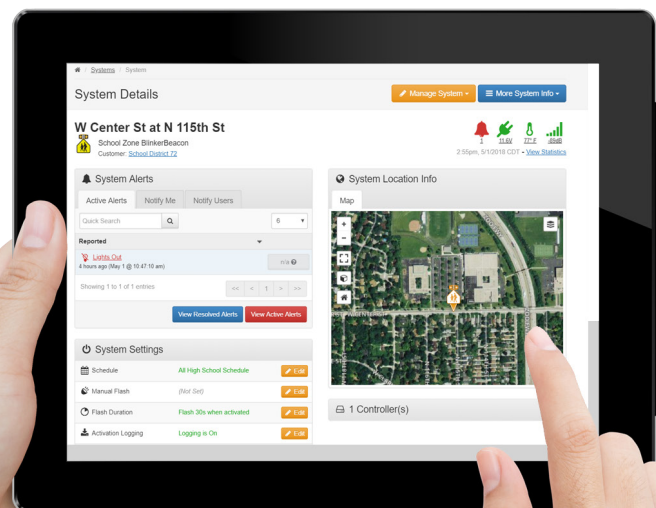 Systems / System
System Details
Manage System
More System Info
W Center St at N 115th St
School Zone BlinkerBeacon
Customer: School District 72
1
11.6V
77° F
-89dB
2:55pm, 5/1/2018 CDT • View Statistics
System Alerts
Active Alerts
Notify Me
Notify Users
Quick Search
6
Reported
Lights Out
4 hours ago (May 1 @ 10:47:10 am)
n/a
Showing 1 to 1 of 1 entries
<< < 1 > >>
View Resolved Alerts
View Active Alerts
System Settings
Schedule
All High School Schedule
Edit
Manual Flash
(Not Set)
Edit
Flash Duration
Flash 30s when activated
Edit
Activation Logging
Logging is On
Edit
System Location Info
Map
+
-
1 Controller(s)